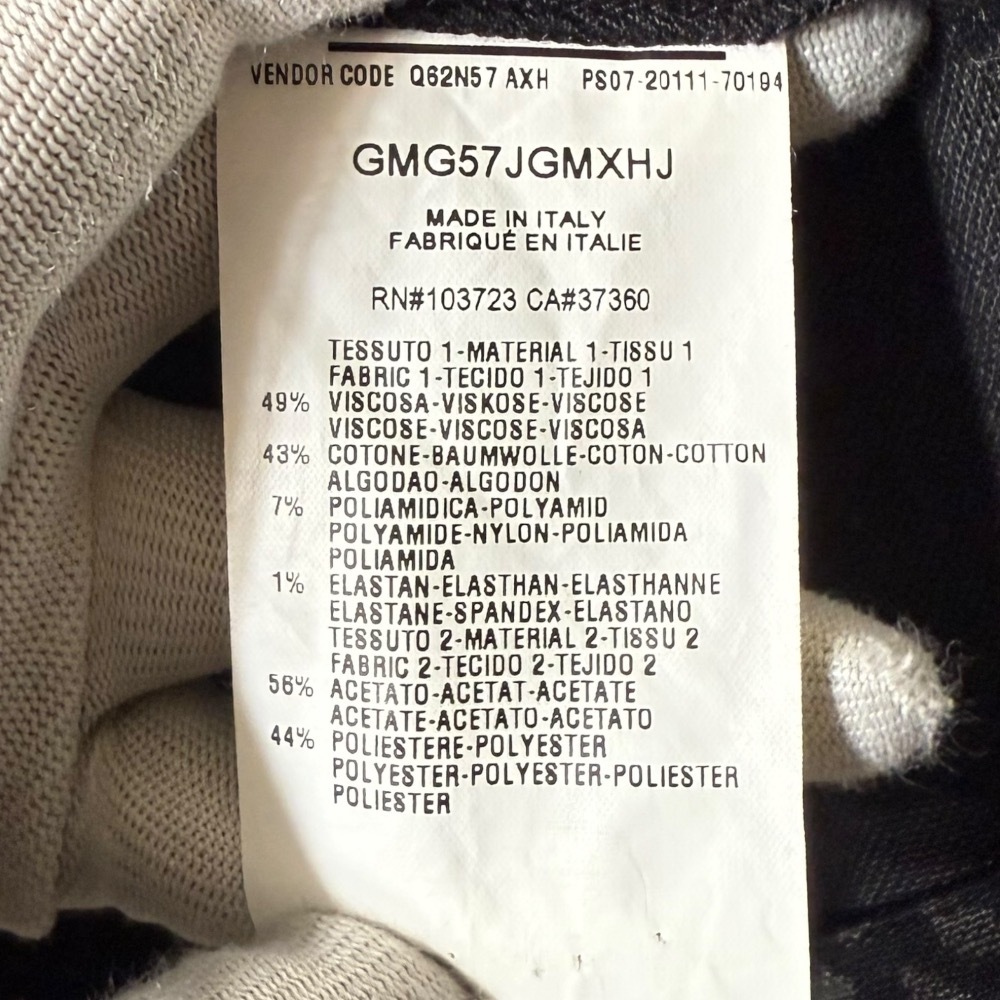 VENDOR CODE Q62N57 AXH PS07-20111-70194
GMG57JGMXHJ
MADE IN ITALY
FABRIQUÉ EN ITALIE
RN#103723 CA#37360
TESSUTO 1-MATERIAL 1-TISSU 1
FABRIC 1-TECIDO 1-TEJIDO 1
49% VISCOSA-VISKOSE-VISCOSE
VISCOSE-VISCOSE-VISCOSA
43% COTONE-BAUMWOLLE-COTON-COTTON
ALGODAO-ALGODON
7% POLIAMIDICA-POLYAMID
POLYAMIDE-NYLON-POLIAMIDA
POLIAMIDA
1% ELASTAN-ELASTHAN-ELASTHANNE
ELASTANE-SPANDEX-ELASTANO
TESSUTO 2-MATERIAL 2-TISSU 2
FABRIC 2-TECIDO 2-TEJIDO 2
56% ACETATO-ACETAT-ACETATE
ACETATE-ACETATO-ACETATO
44% POLIESTERE-POLYESTER
POLYESTER-POLYESTER-POLIESTER
POLIESTER